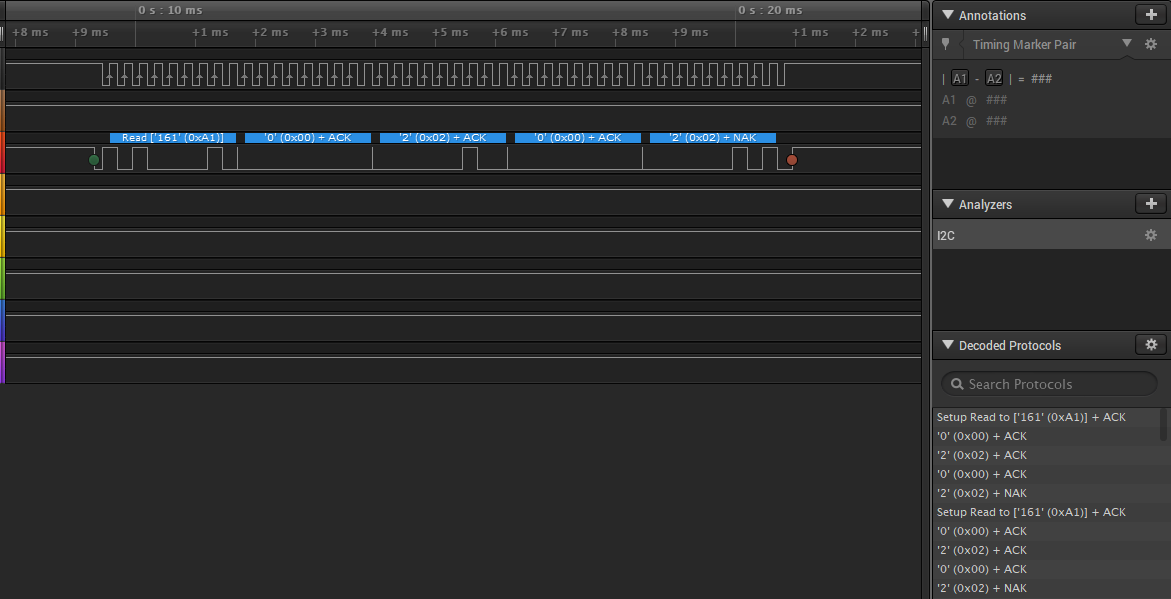 0 s : 10 ms 0 s : 20 ms
+8 ms +9 ms +1 ms +2 ms +3 ms +4 ms +5 ms +6 ms +7 ms +8 ms +9 ms +1 ms +2 ms +
Read ['161' (0xA1)] '0' (0x00) + ACK '2' (0x02) + ACK '0' (0x00) + ACK '2' (0x02) + NAK
Annotations +
Timing Marker Pair
| A1 - A2 | = ###
A1 @ ###
A2 @ ###
Analyzers +
I2C
Decoded Protocols
Search Protocols
Setup Read to ['161' (0xA1)] + ACK
'0' (0x00) + ACK
'2' (0x02) + ACK
'0' (0x00) + ACK
'2' (0x02) + NAK
Setup Read to ['161' (0xA1)] + ACK
'0' (0x00) + ACK
'2' (0x02) + ACK
'0' (0x00) + ACK
'2' (0x02) + NAK